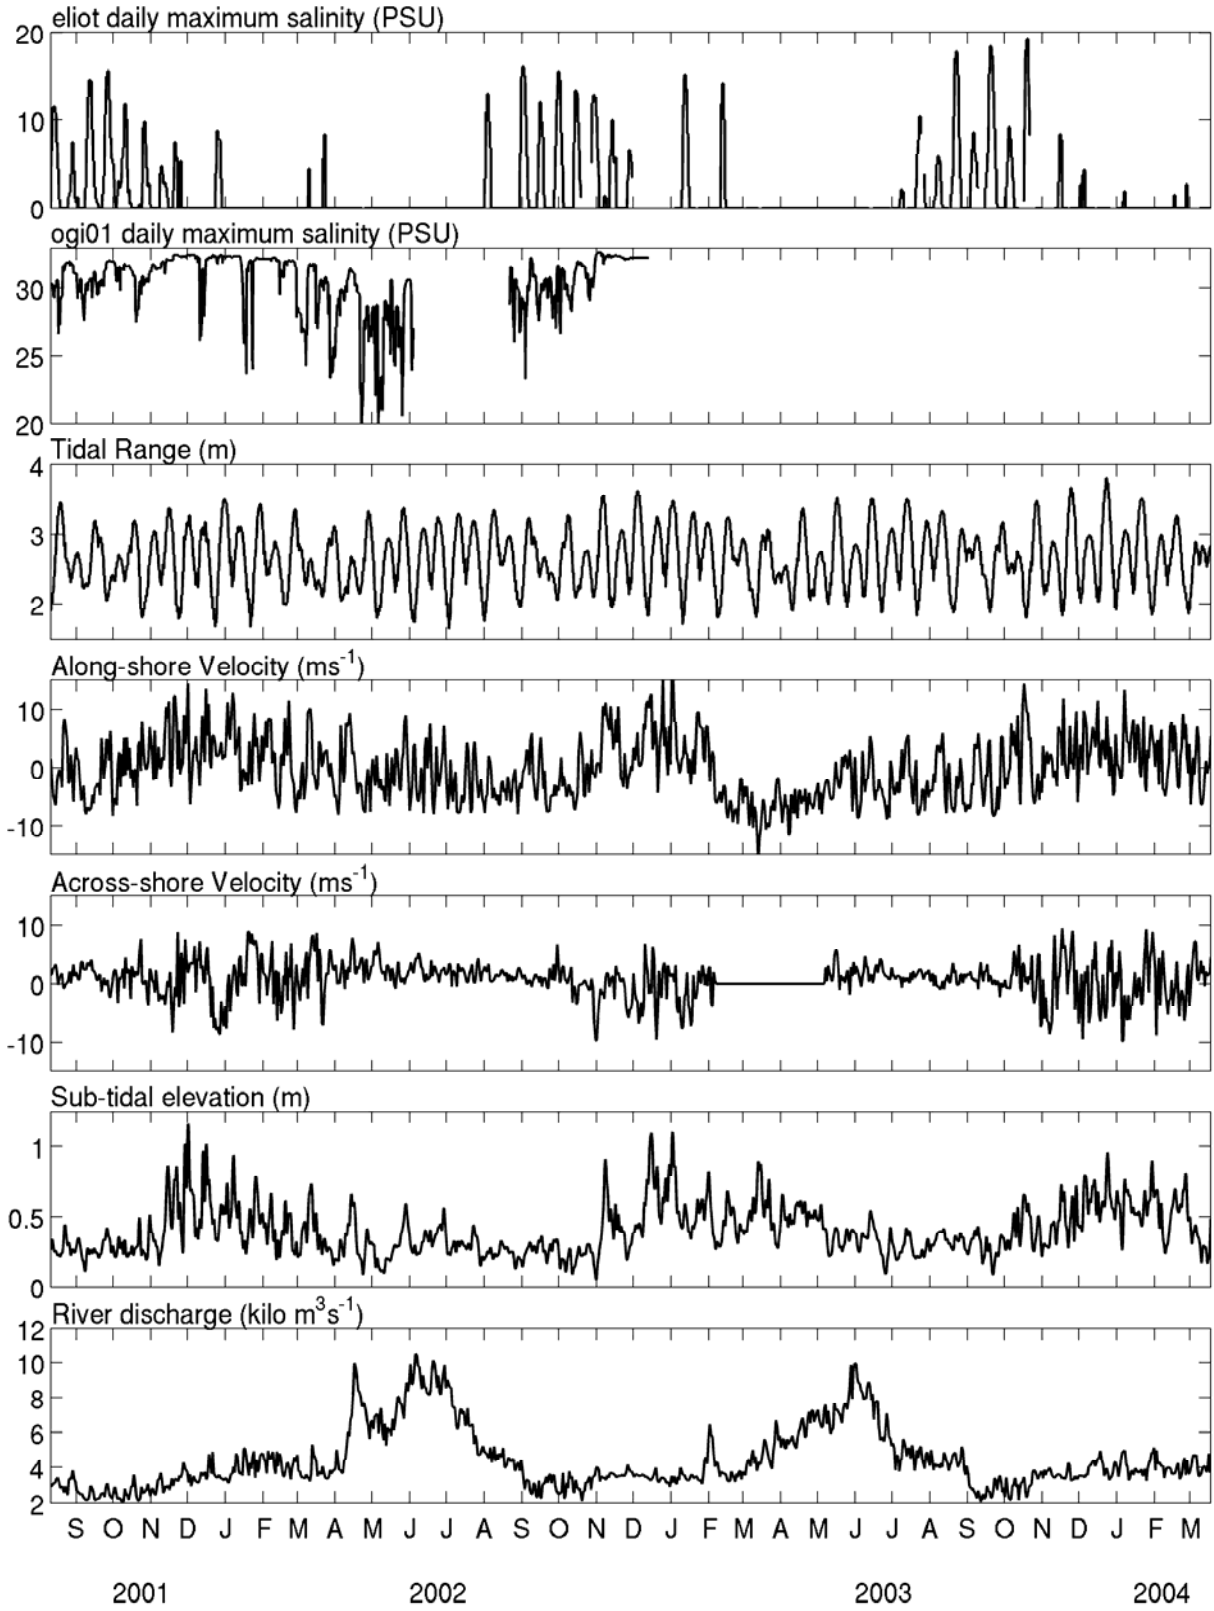 eliot daily maximum salinity (PSU)
20
10
0
ogi01 daily maximum salinity (PSU)
30
25
20
Tidal Range (m)
4
3
2
Along-shore Velocity (ms⁻¹)
10
0
-10
Across-shore Velocity (ms⁻¹)
10
0
-10
Sub-tidal elevation (m)
1
0.5
0
River discharge (kilo m³s⁻¹)
12
10
8
6
4
2
S O N D J F M A M J J A S O N D J F M A M J J A S O N D J F M
2001 2002 2003 2004